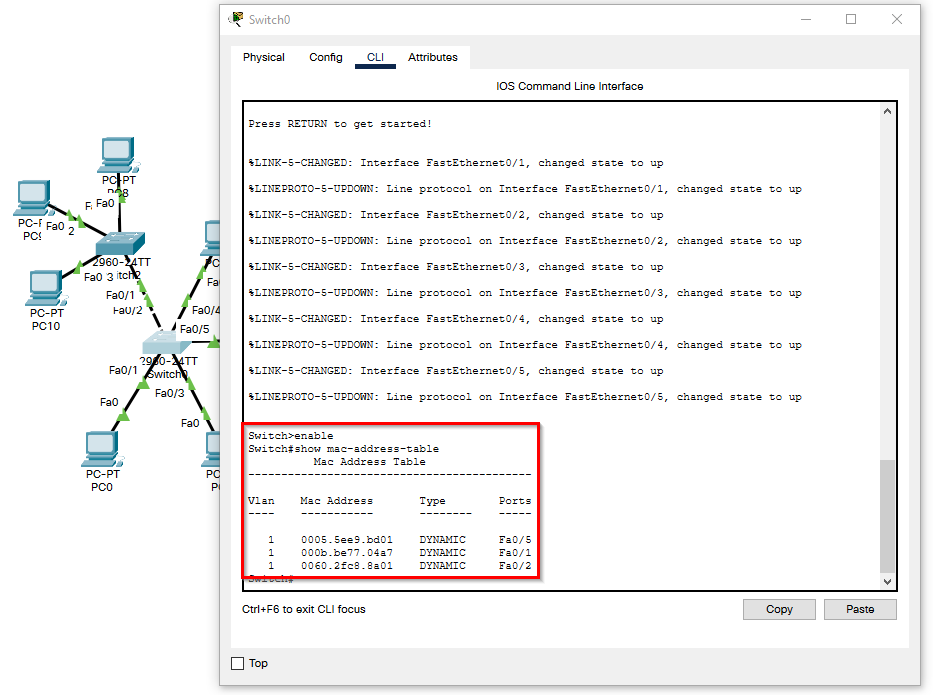 Switch0
Physical Config CLI Attributes
IOS Command Line Interface
Press RETURN to get started!
%LINK-5-CHANGED: Interface FastEthernet0/1, changed state to up
%LINEPROTO-5-UPDOWN: Line protocol on Interface FastEthernet0/1, changed state to up
%LINK-5-CHANGED: Interface FastEthernet0/2, changed state to up
%LINEPROTO-5-UPDOWN: Line protocol on Interface FastEthernet0/2, changed state to up
%LINK-5-CHANGED: Interface FastEthernet0/3, changed state to up
%LINEPROTO-5-UPDOWN: Line protocol on Interface FastEthernet0/3, changed state to up
%LINK-5-CHANGED: Interface FastEthernet0/4, changed state to up
%LINEPROTO-5-UPDOWN: Line protocol on Interface FastEthernet0/4, changed state to up
%LINK-5-CHANGED: Interface FastEthernet0/5, changed state to up
%LINEPROTO-5-UPDOWN: Line protocol on Interface FastEthernet0/5, changed state to up
Switch>enable
Switch#show mac-address-table
Mac Address Table
-------------------------------------------
Vlan Mac Address Type Ports
---- ----------- -------- -----
1 0005.5ee9.bd01 DYNAMIC Fa0/5
1 000b.be77.04a7 DYNAMIC Fa0/1
1 0060.2fc8.8a01 DYNAMIC Fa0/2
Switch#
Ctrl+F6 to exit CLI focus
Copy Paste
Top
PC-PT
Fa0
Fa0 2
Fa0 3
PC-PT
PC10
2960-24TT
Fa0/1
Fa0/2
Fa0/4
Fa0/5
2960-24TT
Switch0
Fa0/1
Fa0/3
Fa0
Fa0
PC-PT
PC0